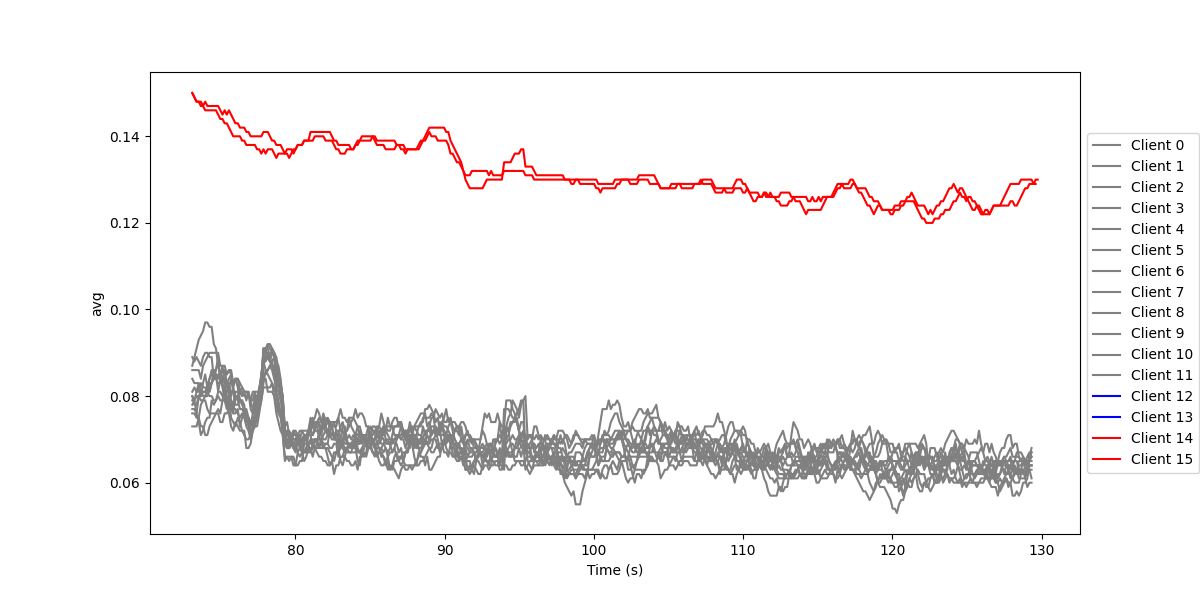 0.14
0.12
0.10
0.08
0.06
avg
80
90
100
110
120
130
Time (s)
Client 0
Client 1
Client 2
Client 3
Client 4
Client 5
Client 6
Client 7
Client 8
Client 9
Client 10
Client 11
Client 12
Client 13
Client 14
Client 15